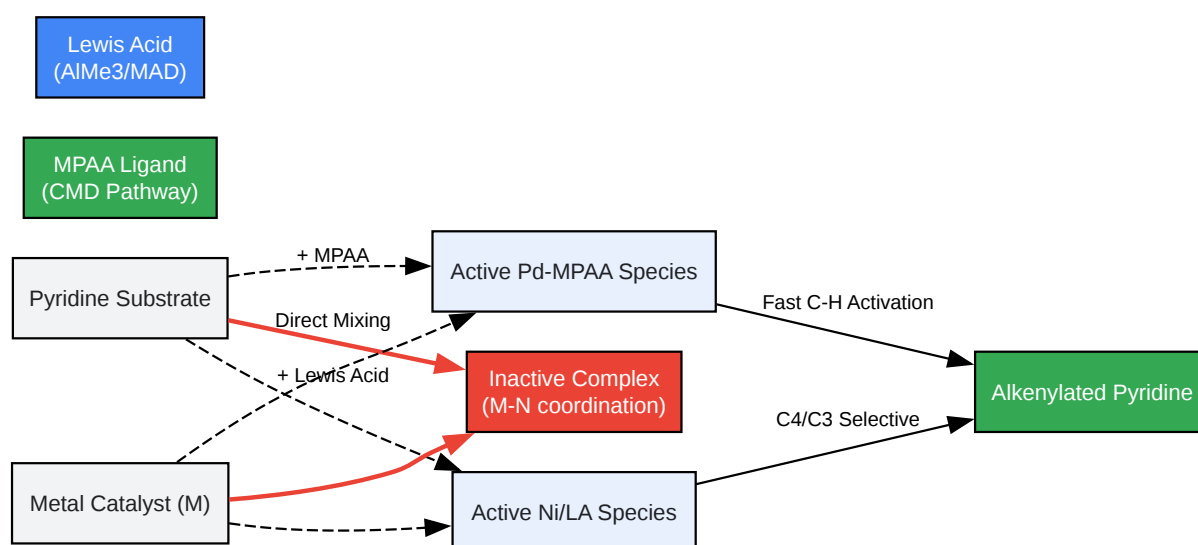 Lewis Acid
(AlMe3/MAD)
MPAA Ligand
(CMD Pathway)
+ MPAA
Active Pd-MPAA Species
Pyridine Substrate
Fast C-H Activation
Direct Mixing
+ Lewis Acid
Inactive Complex
(M-N coordination)
Alkenylated Pyridine
C4/C3 Selective
Metal Catalyst (M)
Active Ni/LA Species